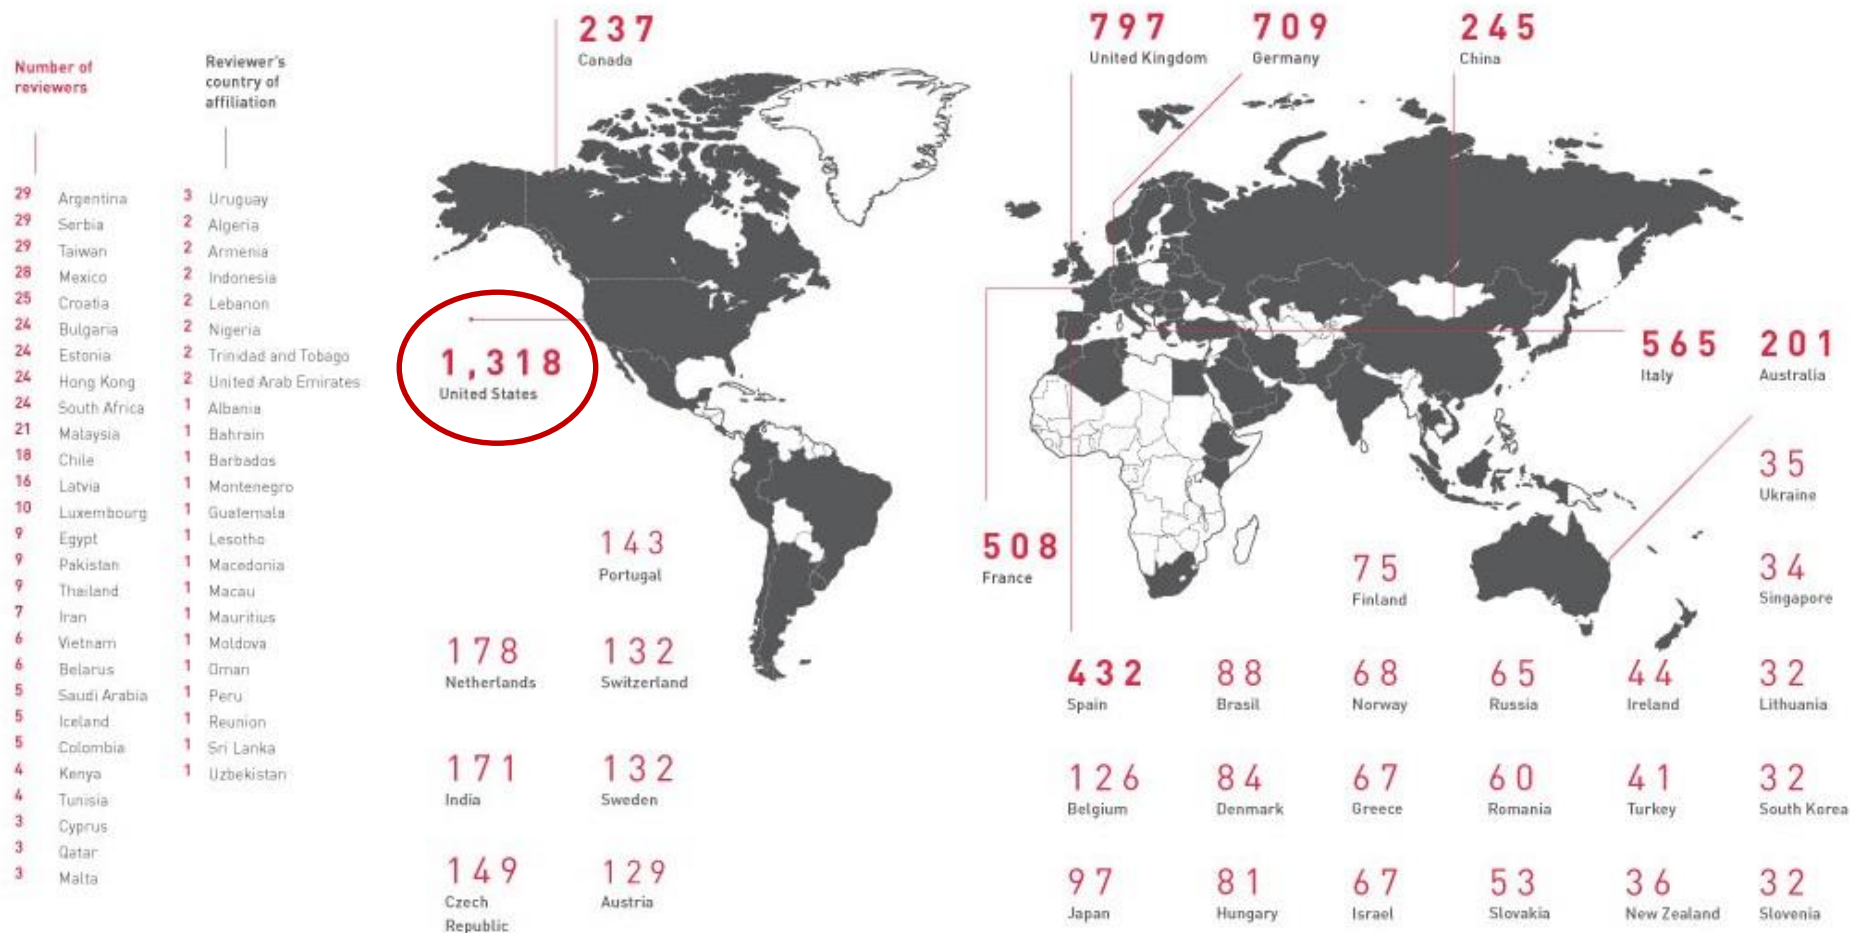 Number of
reviewers
Reviewer's
country of
affiliation
29 Argentina
29 Serbia
29 Taiwan
28 Mexico
25 Croatia
24 Bulgaria
24 Estonia
24 Hong Kong
24 South Africa
21 Malaysia
18 Chile
16 Latvia
10 Luxembourg
9 Egypt
9 Pakistan
9 Thailand
7 Iran
6 Vietnam
6 Belarus
5 Saudi Arabia
5 Iceland
5 Colombia
4 Kenya
4 Tunisia
3 Cyprus
3 Qatar
3 Malta
3 Uruguay
2 Algeria
2 Armenia
2 Indonesia
2 Lebanon
2 Nigeria
2 Trinidad and Tobago
2 United Arab Emirates
1 Albania
1 Bahrain
1 Barbados
1 Montenegro
1 Guatemala
1 Lesotho
1 Macedonia
1 Macau
1 Mauritius
1 Moldova
1 Oman
1 Peru
1 Reunion
1 Sri Lanka
1 Uzbekistan
237
Canada
797
United Kingdom
709
Germany
245
China
1,318
United States
565
Italy
201
Australia
508
France
143
Portugal
178
Netherlands
132
Switzerland
171
India
132
Sweden
149
Czech
Republic
129
Austria
35
Ukraine
75
Finland
34
Singapore
432
Spain
88
Brasil
68
Norway
65
Russia
44
Ireland
32
Lithuania
126
Belgium
84
Denmark
67
Greece
60
Romania
41
Turkey
32
South Korea
97
Japan
81
Hungary
67
Israel
53
Slovakia
36
New Zealand
32
Slovenia